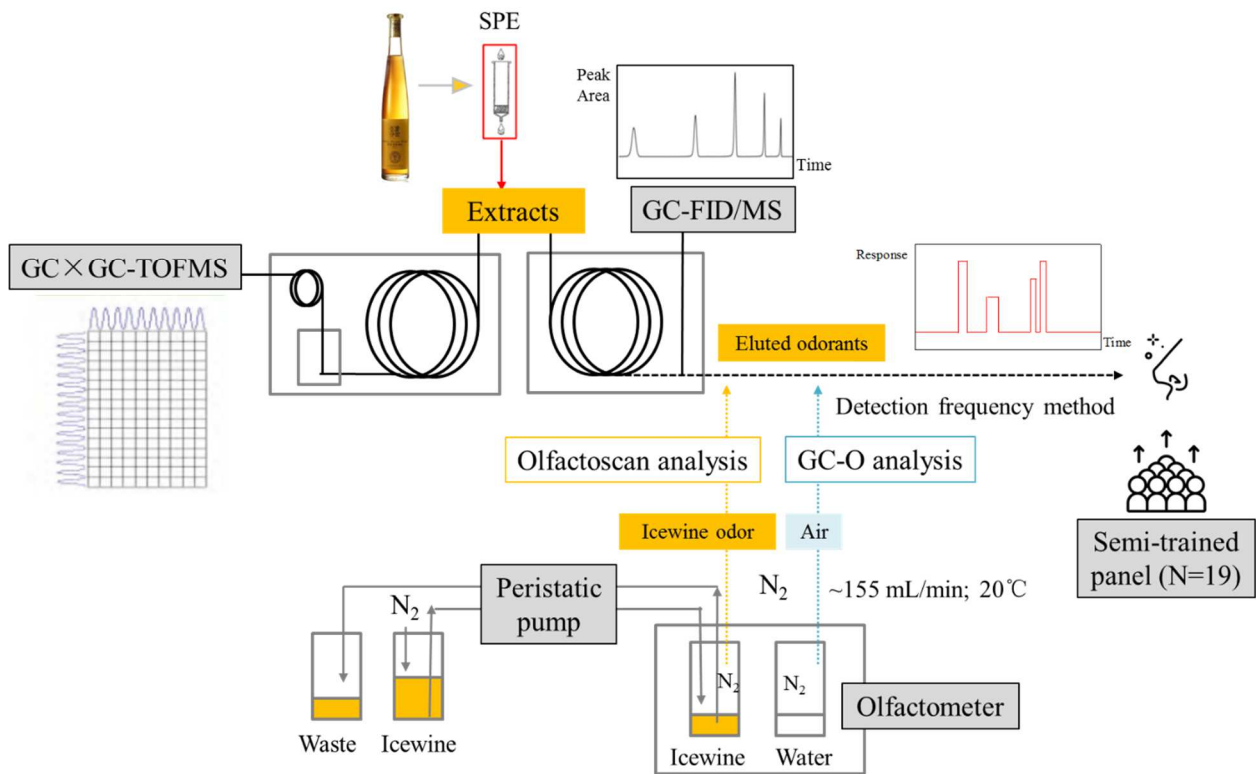 SPE
Peak
Area
Time
Extracts
GC-FID/MS
GC×GC-TOFMS
Response
Time
Eluted odorants
Detection frequency method
Olfactoscan analysis
GC-O analysis
Icewine odor
Air
Semi-trained
panel (N=19)
Peristatic
pump
N2
~155 mL/min; 20℃
N2
N2
N2
Olfactometer
Waste
Icewine
Icewine
Water